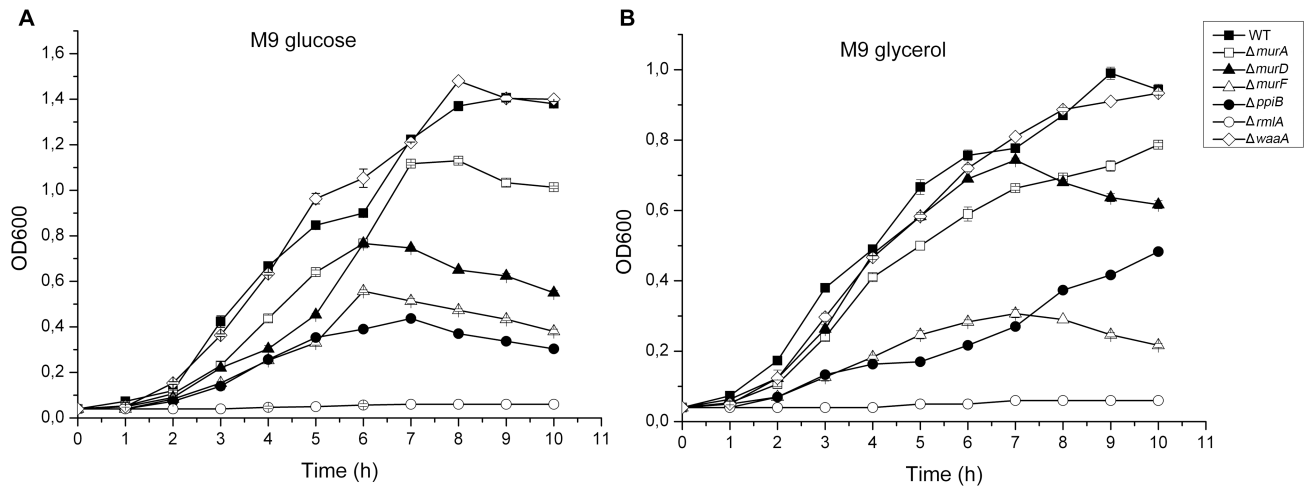 A
M9 glucose
OD600
1,6
1,4
1,2
1,0
0,8
0,6
0,4
0,2
0,0
0 1 2 3 4 5 6 7 8 9 10 11
Time (h)
B
M9 glycerol
OD600
1,0
0,8
0,6
0,4
0,2
0,0
0 1 2 3 4 5 6 7 8 9 10 11
Time (h)
WT
ΔmurA
ΔmurD
ΔmurF
ΔppiB
ΔrmlA
ΔwaaA